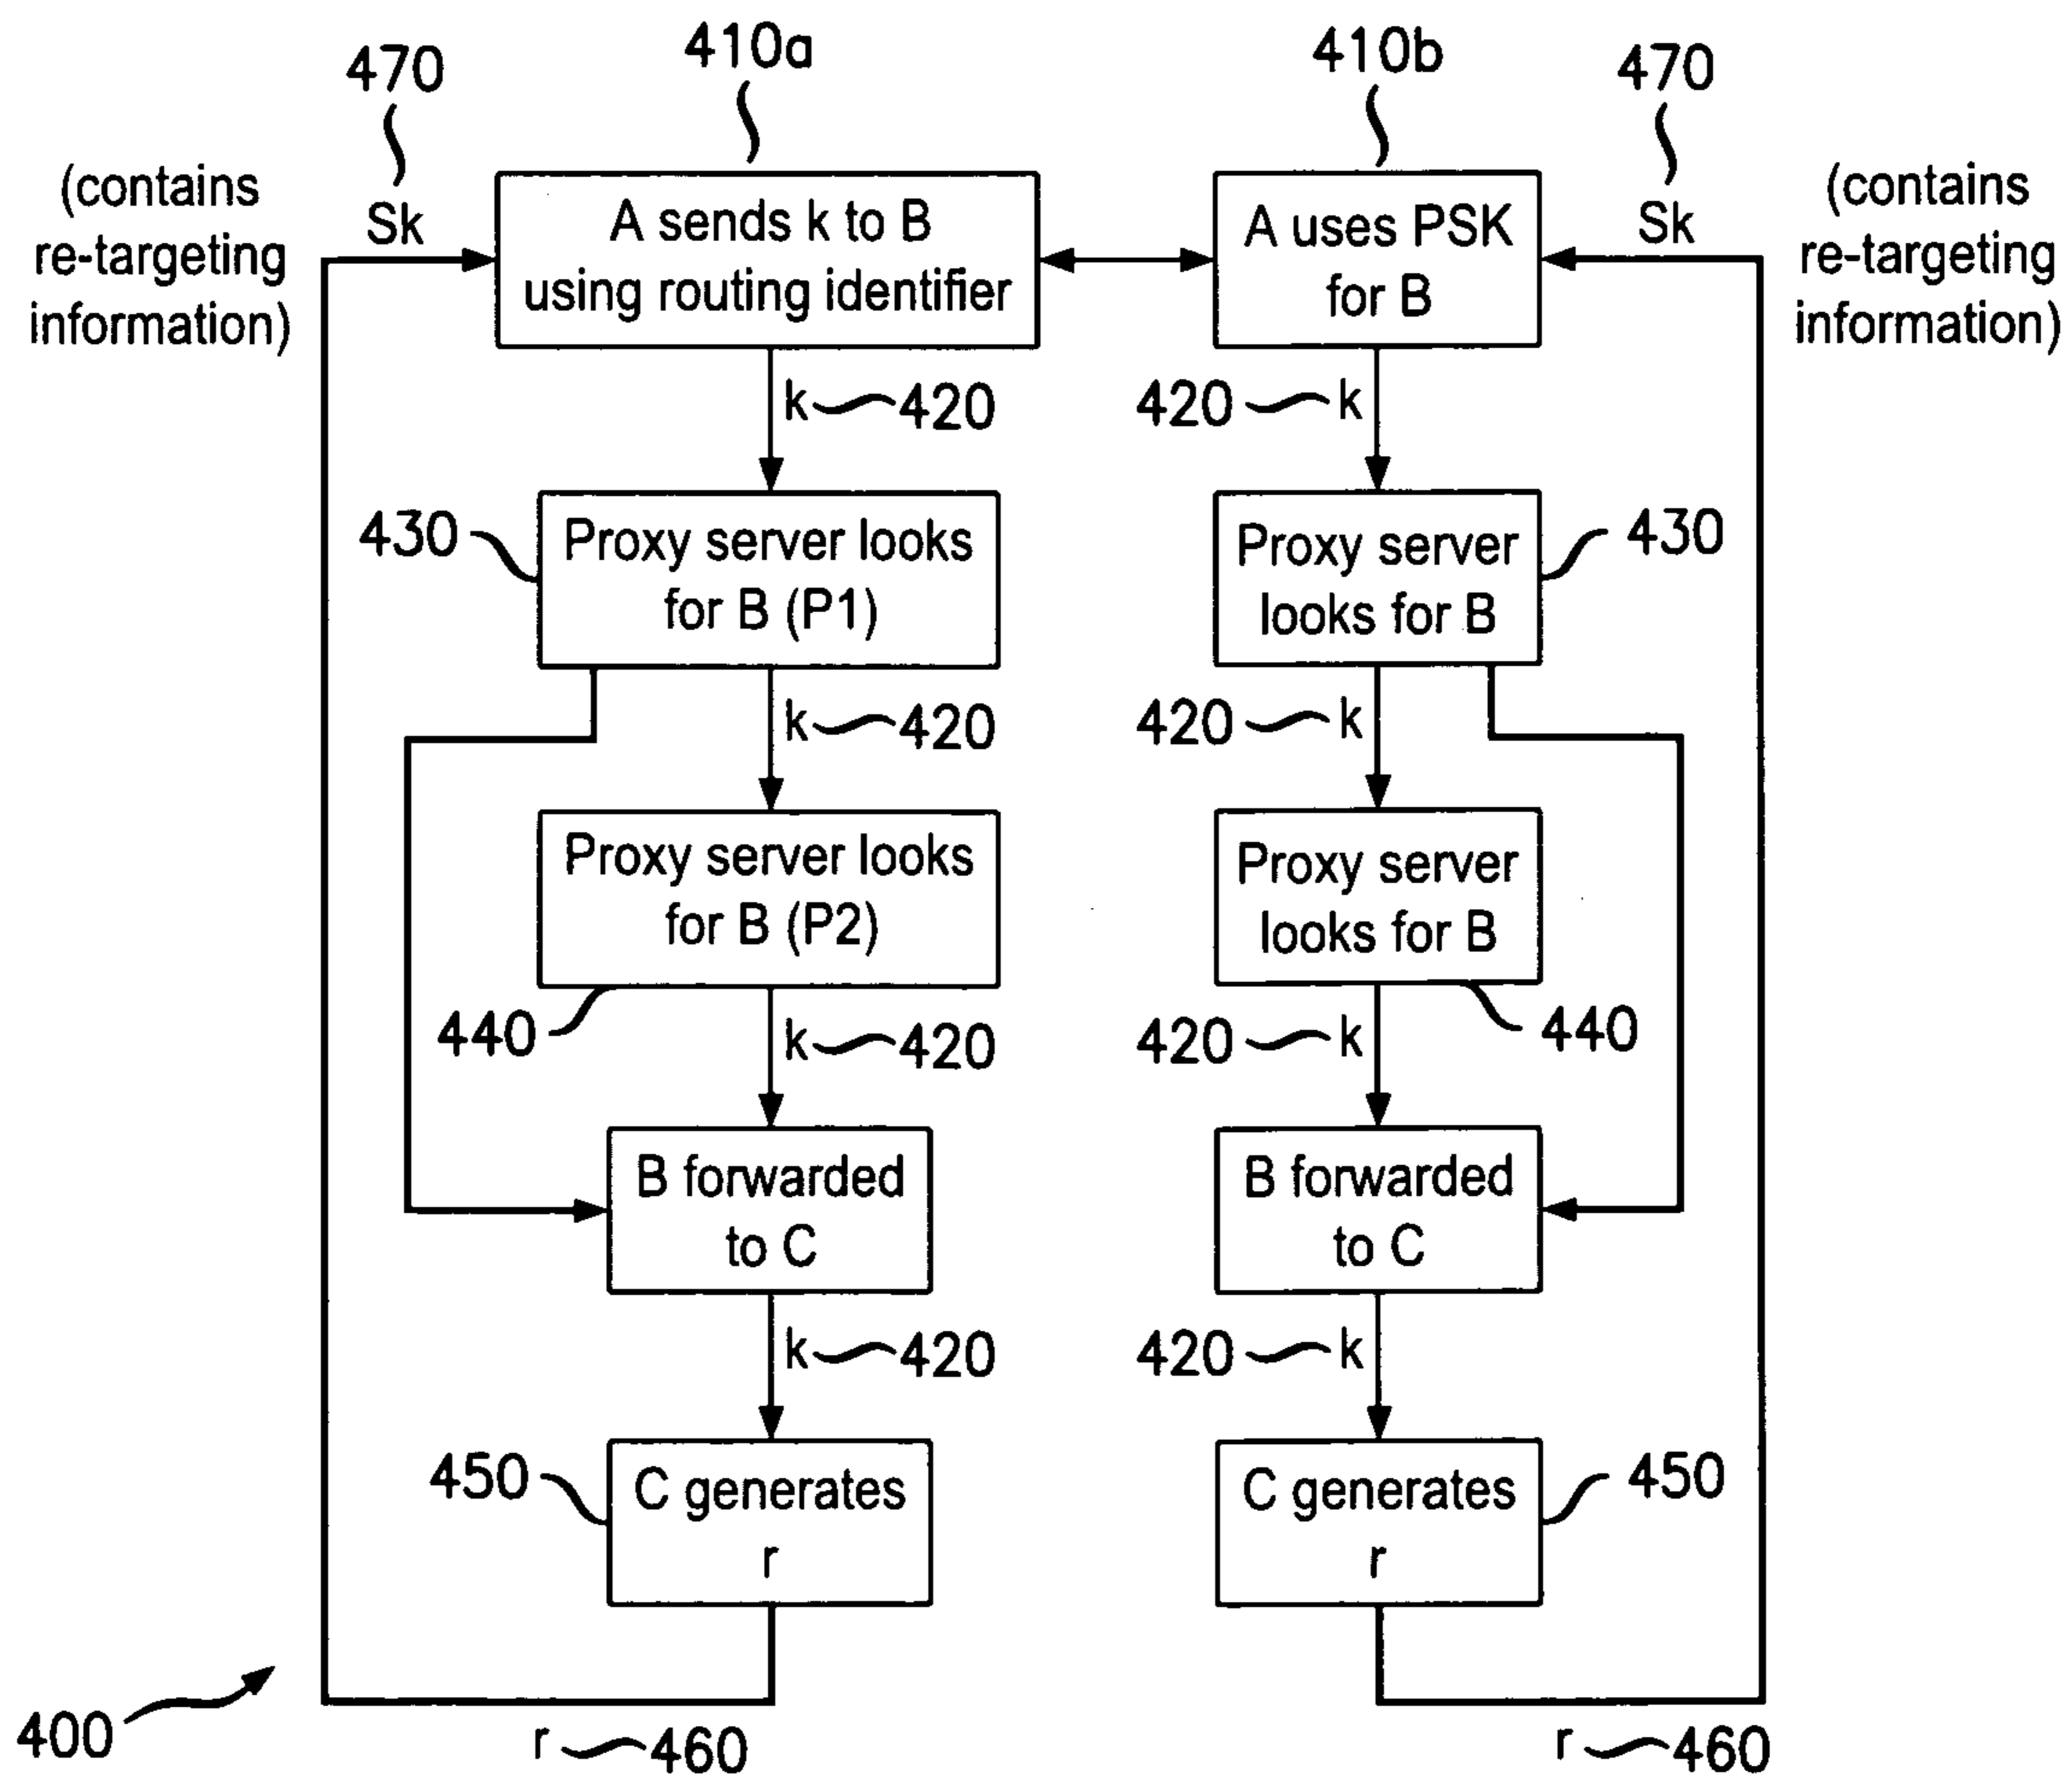 470
410a
410b
470
(contains
re-targeting
information)
Sk
A sends k to B
using routing identifier
A uses PSK
for B
Sk
(contains
re-targeting
information)
k 420
420 k
430
Proxy server looks
for B (P1)
Proxy server
looks for B
430
k 420
420 k
Proxy server looks
for B (P2)
Proxy server
looks for B
440
k 420
420 k
440
B forwarded
to C
B forwarded
to C
k 420
420 k
450
C generates
r
C generates
r
450
400
r 460
r 460